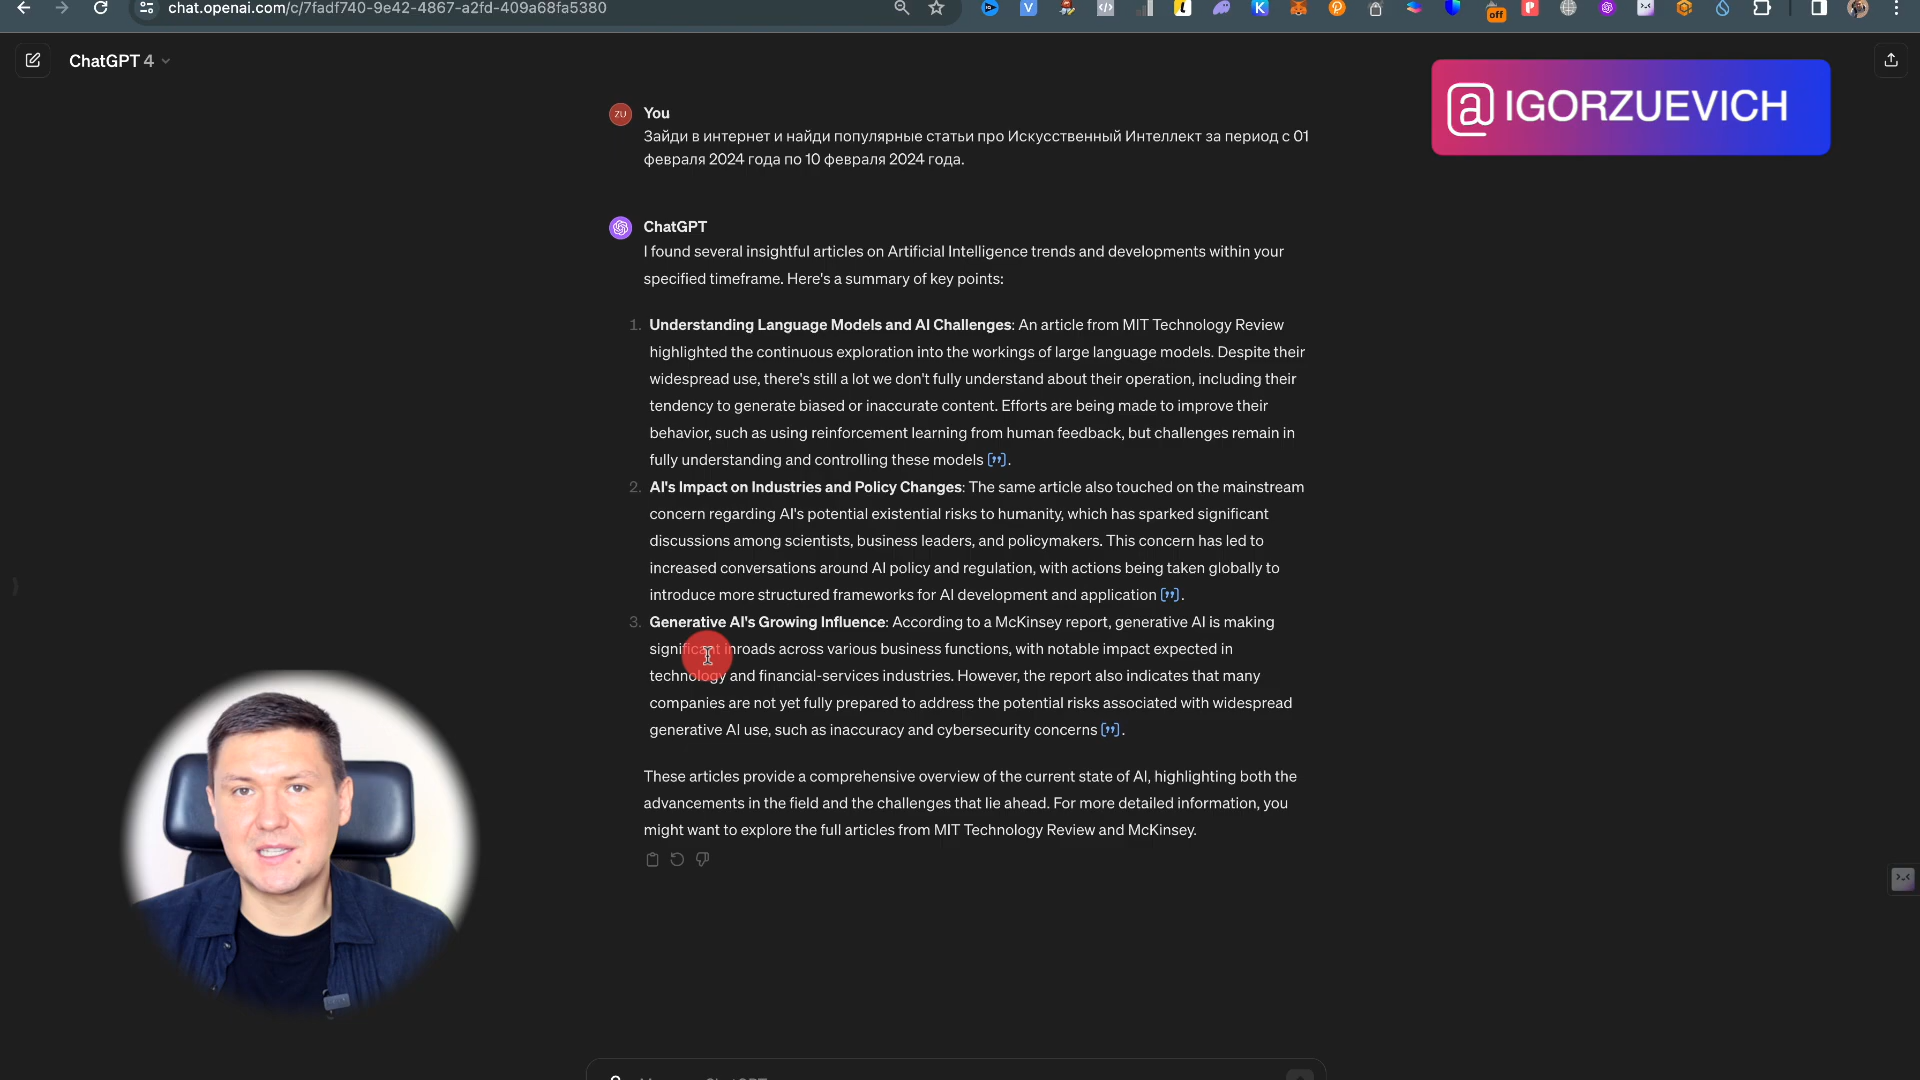 chat.openai.com/c/7fadf740-9e42-4867-a2fd-409a68fa5380
off
ChatGPT 4
@IGORZUEVICH
ZU
You
Зайди в интернет и найди популярные статьи про Искусственный Интеллект за период с 01
февраля 2024 года по 10 февраля 2024 года.
ChatGPT
I found several insightful articles on Artificial Intelligence trends and developments within your
specified timeframe. Here's a summary of key points:
1. Understanding Language Models and AI Challenges: An article from MIT Technology Review
highlighted the continuous exploration into the workings of large language models. Despite their
widespread use, there's still a lot we don't fully understand about their operation, including their
tendency to generate biased or inaccurate content. Efforts are being made to improve their
behavior, such as using reinforcement learning from human feedback, but challenges remain in
fully understanding and controlling these models ["].
2. AI's Impact on Industries and Policy Changes: The same article also touched on the mainstream
concern regarding AI's potential existential risks to humanity, which has sparked significant
discussions among scientists, business leaders, and policymakers. This concern has led to
increased conversations around AI policy and regulation, with actions being taken globally to
introduce more structured frameworks for AI development and application ["].
3. Generative AI's Growing Influence: According to a McKinsey report, generative AI is making
significant inroads across various business functions, with notable impact expected in
technology and financial-services industries. However, the report also indicates that many
companies are not yet fully prepared to address the potential risks associated with widespread
generative AI use, such as inaccuracy and cybersecurity concerns ["].
These articles provide a comprehensive overview of the current state of AI, highlighting both the
advancements in the field and the challenges that lie ahead. For more detailed information, you
might want to explore the full articles from MIT Technology Review and McKinsey.